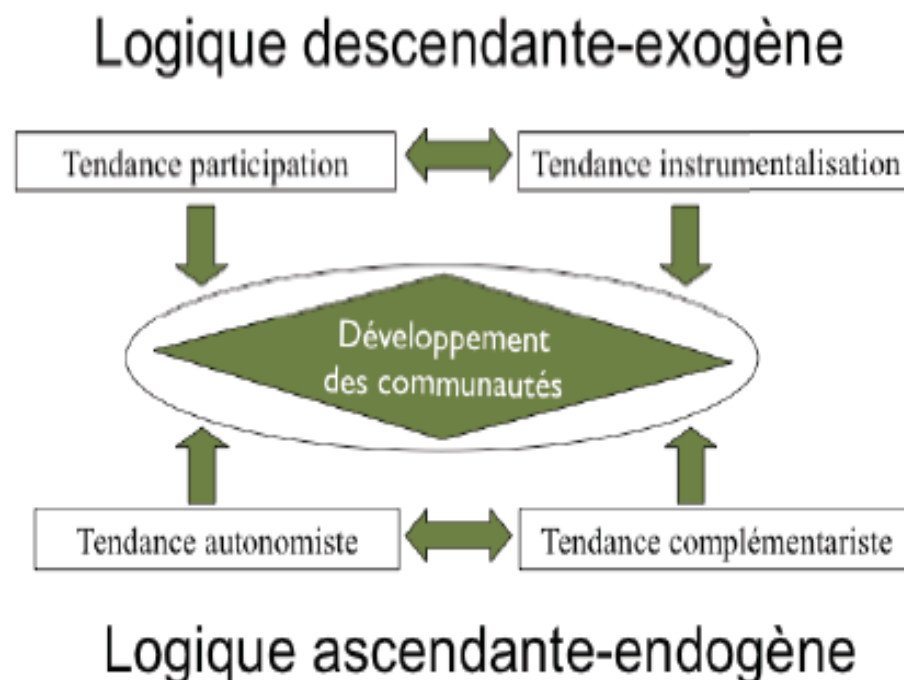 Logique descendante-exogène
Tendance participation
Tendance instrumentalisation
Développement
des communautés
Tendance autonomiste
Tendance complémentariste
Logique ascendante-endogène